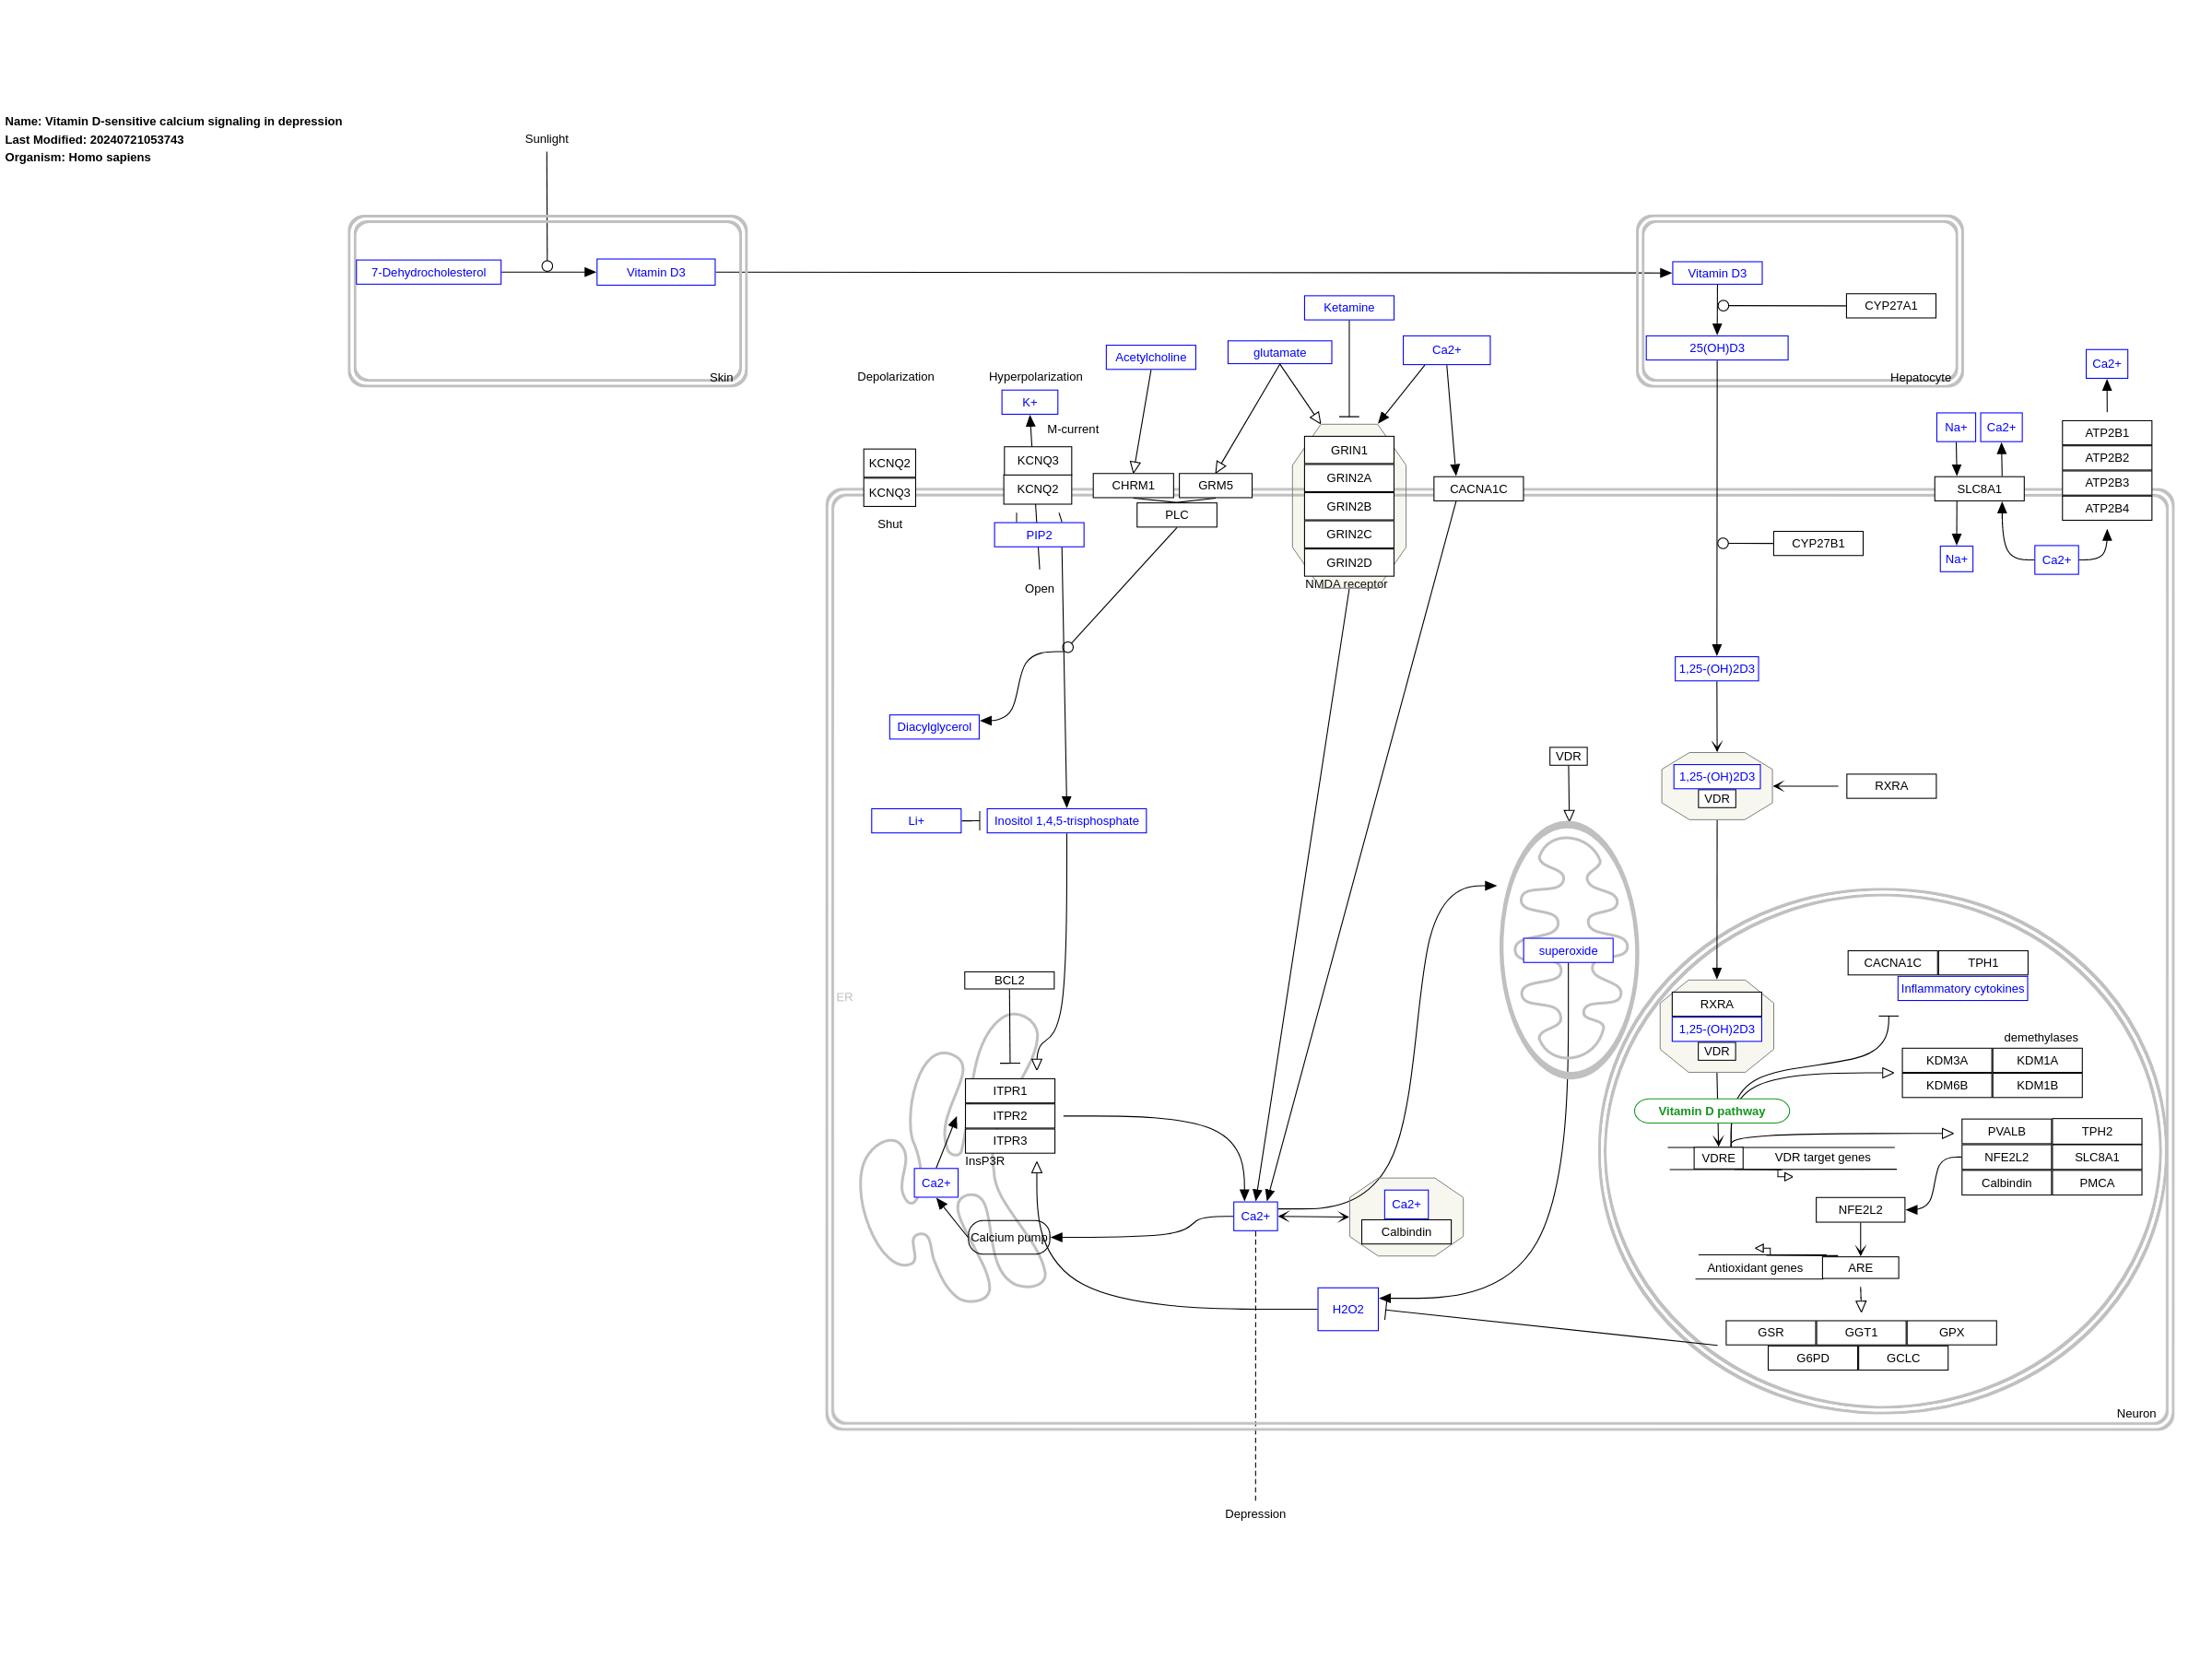 Name: Vitamin D-sensitive calcium signaling in depression
Last Modified: 20240721053743
Organism: Homo sapiens
Sunlight
7-Dehydrocholesterol
Vitamin D3
Skin
Vitamin D3
CYP27A1
25(OH)D3
Hepatocyte
Ketamine
Acetylcholine
glutamate
Ca2+
Ca2+
Depolarization
Hyperpolarization
K+
M-current
Na+
Ca2+
KCNQ2
KCNQ3
Shut
KCNQ3
KCNQ2
PIP2
Open
CHRM1
GRM5
PLC
GRIN1
GRIN2A
GRIN2B
GRIN2C
GRIN2D
NMDA receptor
CACNA1C
SLC8A1
ATP2B1
ATP2B2
ATP2B3
ATP2B4
CYP27B1
Na+
Ca2+
1,25-(OH)2D3
Diacylglycerol
VDR
1,25-(OH)2D3
VDR
RXRA
Li+
Inositol 1,4,5-trisphosphate
superoxide
BCL2
ER
CACNA1C
TPH1
Inflammatory cytokines
RXRA
1,25-(OH)2D3
VDR
demethylases
KDM3A
KDM1A
KDM6B
KDM1B
ITPR1
ITPR2
ITPR3
InsP3R
Vitamin D pathway
VDRE
VDR target genes
PVALB
TPH2
NFE2L2
SLC8A1
Calbindin
PMCA
Ca2+
Calcium pump
Ca2+
Ca2+
Calbindin
NFE2L2
Antioxidant genes
ARE
H2O2
GSR
GGT1
GPX
G6PD
GCLC
Neuron
Depression